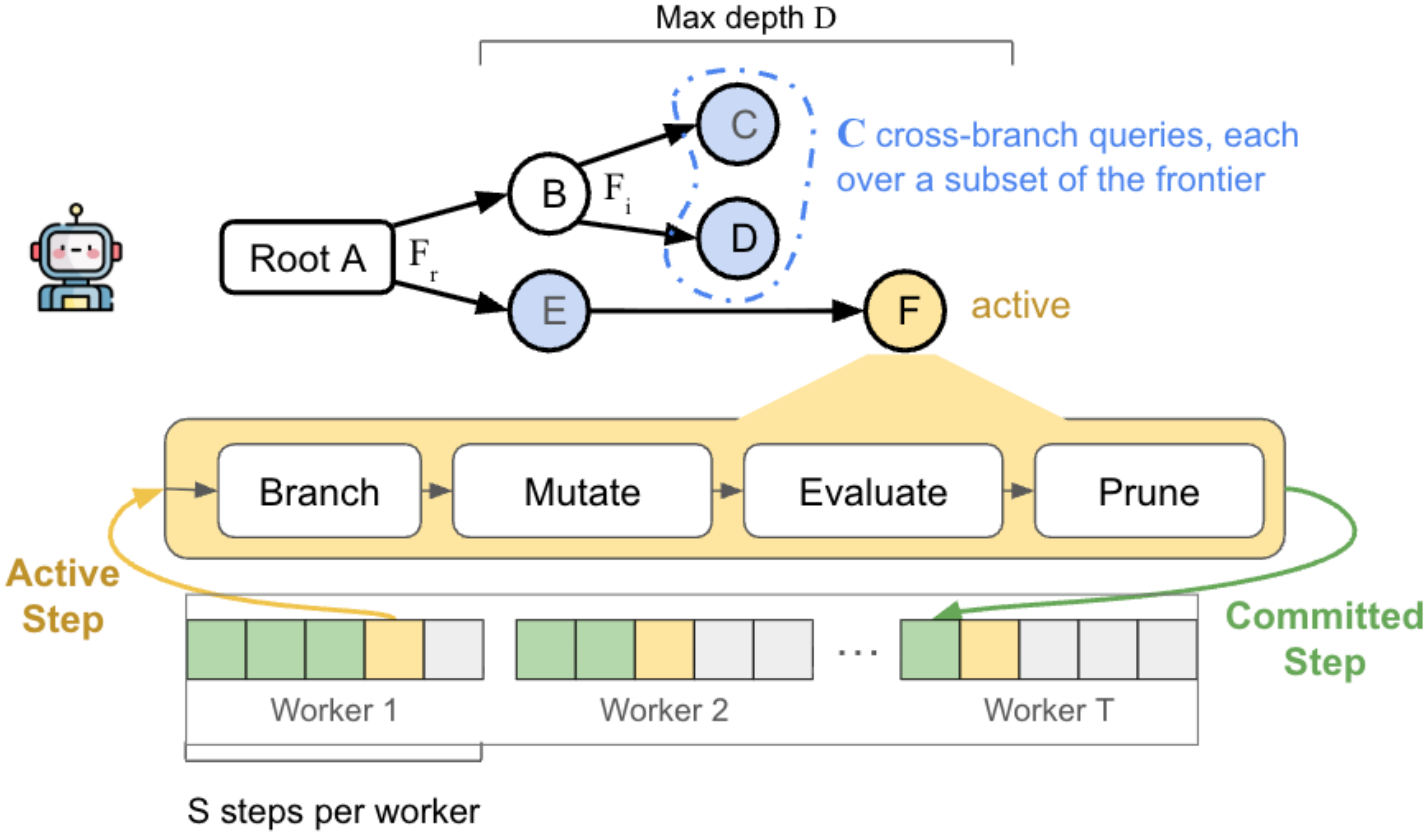 Max depth D
C
C cross-branch queries, each
over a subset of the frontier
B
F_i
D
Root A
F_r
E
F
active
Branch
Mutate
Evaluate
Prune
Active
Step
Committed
Step
...
Worker 1
Worker 2
Worker T
S steps per worker